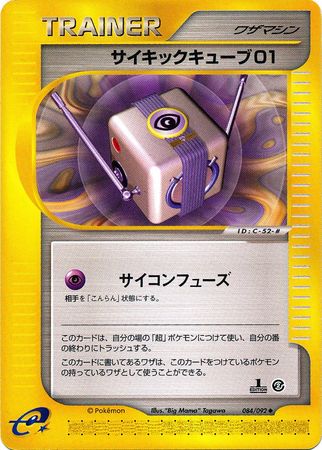 TRAINER
ワザマシン
サイキックキューブ01
ID:C-52-#
サイコンフューズ
相手を「こんらん」状態にする。
このカードは、自分の場の「超」ポケモンにつけて使い、自分の番
の終わりにトラッシュする。
このカードに書いてあるワザは、このカードをつけているポケモン
の持っているワザとして使うことができる。
1
EDITION
e
©Pokémon
Illus."Big Mama" Tagawa
084/092